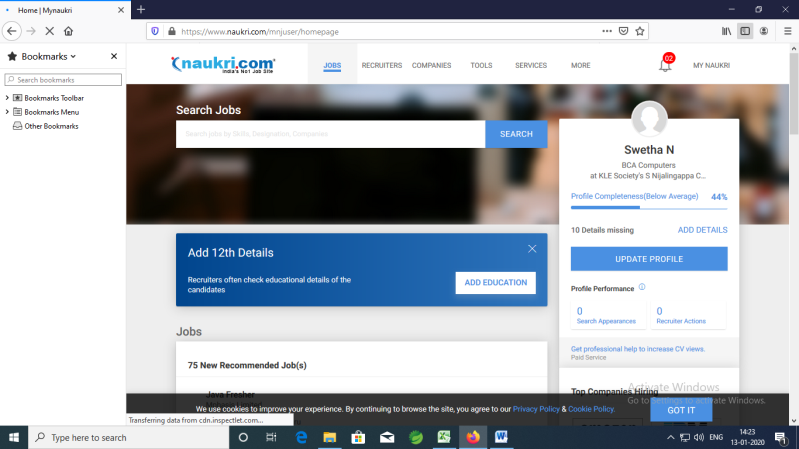 Home | Mynaukri
https://www.naukri.com/mnjuser/homepage
Bookmarks
Search bookmarks
Bookmarks Toolbar
Bookmarks Menu
Other Bookmarks
naukri.com
India's No1 Job Site
JOBS
RECRUITERS
COMPANIES
TOOLS
SERVICES
MORE
02
MY NAUKRI
Search Jobs
Search jobs by Skills, Designation, Companies
SEARCH
Swetha N
BCA Computers
at KLE Society's S Nijalingappa C...
Profile Completeness(Below Average) 44%
10 Details missing ADD DETAILS
UPDATE PROFILE
Profile Performance
0
Search Appearances
0
Recruiter Actions
Get professional help to increase CV views.
Paid Service
Add 12th Details
Recruiters often check educational details of the
candidates
ADD EDUCATION
Jobs
75 New Recommended Job(s)
Java Fresher
Top Companies Hiring
Activate Windows
Go to Settings to activate Windows.
We use cookies to improve your experience. By continuing to browse the site, you agree to our Privacy Policy & Cookie Policy.
GOT IT
Transferring data from cdn.inspectlet.com...
Type here to search
ENG
14:23
13-01-2020
1